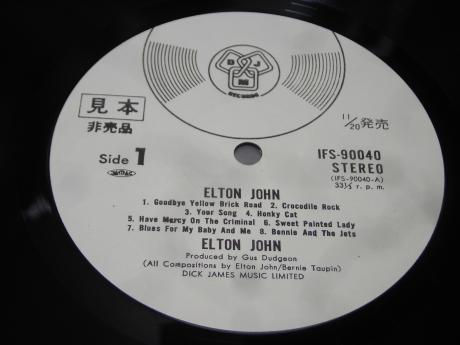 D J M
RECORDS
見本
非売品
11/20 発売
Side 1
IFS-90040
STEREO
(IFS-90040-A)
33⅓ r. p. m.
ELTON JOHN
1. Goodbye Yellow Brick Road 2. Crocodile Rock
3. Your Song 4. Honky Cat
5. Have Mercy On The Criminal 6. Sweet Painted Lady
7. Blues For My Baby And Me 8. Bennie And The Jets
ELTON JOHN
Produced by Gus Dudgeon
(All Compositions by Elton John/Bernie Taupin)
DICK JAMES MUSIC LIMITED